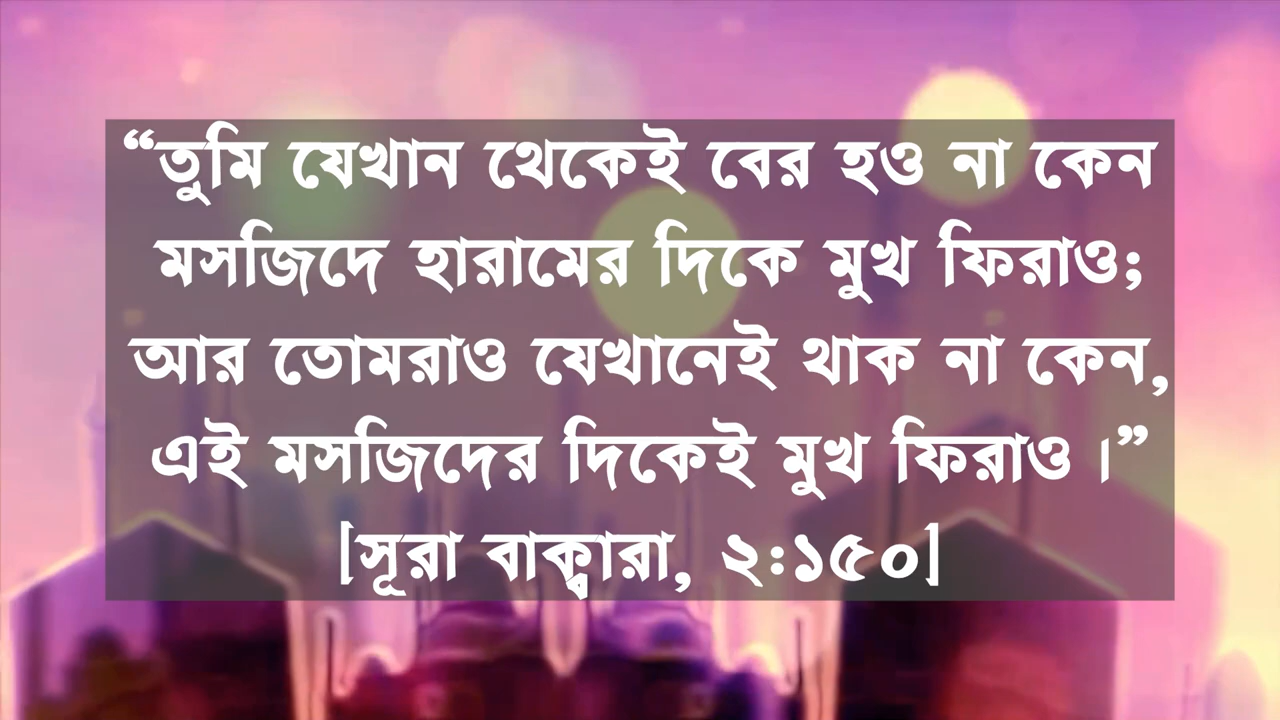 “তুমি যেখান থেকেই বের হও না কেন
মসজিদে হারামের দিকে মুখ ফিরাও;
আর তোমরাও যেখানেই থাক না কেন,
এই মসজিদের দিকেই মুখ ফিরাও।”
[সূরা বাক্বারা, ২:১৫০]